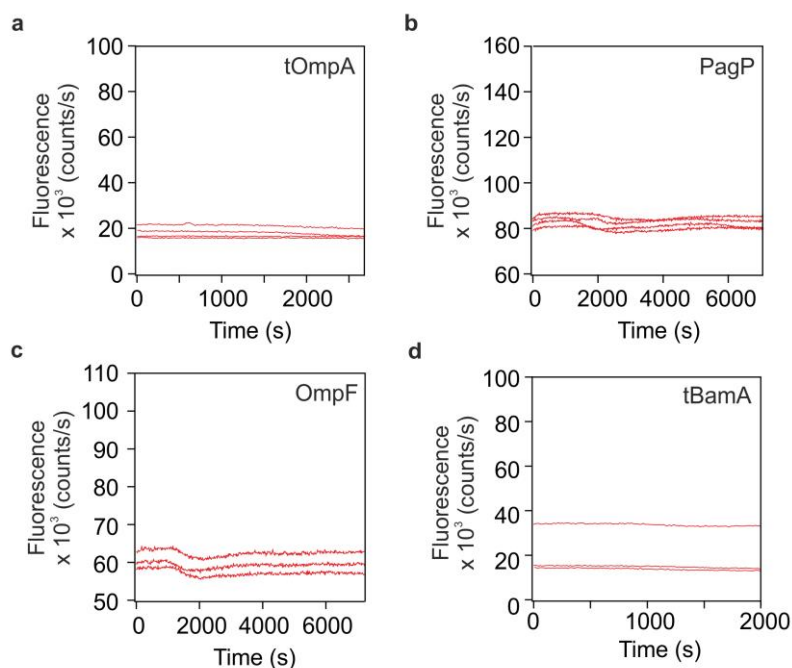 a
tOmpA
Fluorescence
x 10³ (counts/s)
100
80
60
40
20
0
0
1000
2000
Time (s)
b
PagP
Fluorescence
x 10³ (counts/s)
160
140
120
100
80
60
0
2000
4000
6000
Time (s)
c
OmpF
Fluorescence
x 10³ (counts/s)
110
100
90
80
70
60
50
0
2000
4000
6000
Time (s)
d
tBamA
Fluorescence
x 10³ (counts/s)
100
80
60
40
20
0
0
1000
2000
Time (s)